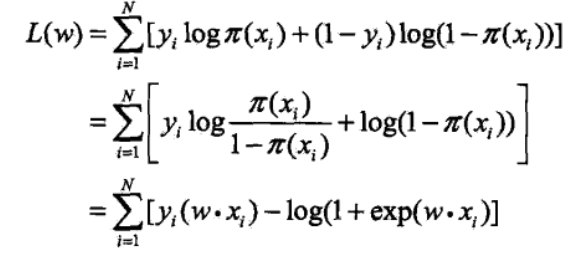 L(w) = \sum_{i=1}^{N} [y_i \log \pi(x_i) + (1 - y_i) \log(1 - \pi(x_i))]
= \sum_{i=1}^{N} \left[ y_i \log \frac{\pi(x_i)}{1 - \pi(x_i)} + \log(1 - \pi(x_i)) \right]
= \sum_{i=1}^{N} [y_i (w \cdot x_i) - \log(1 + \exp(w \cdot x_i)]